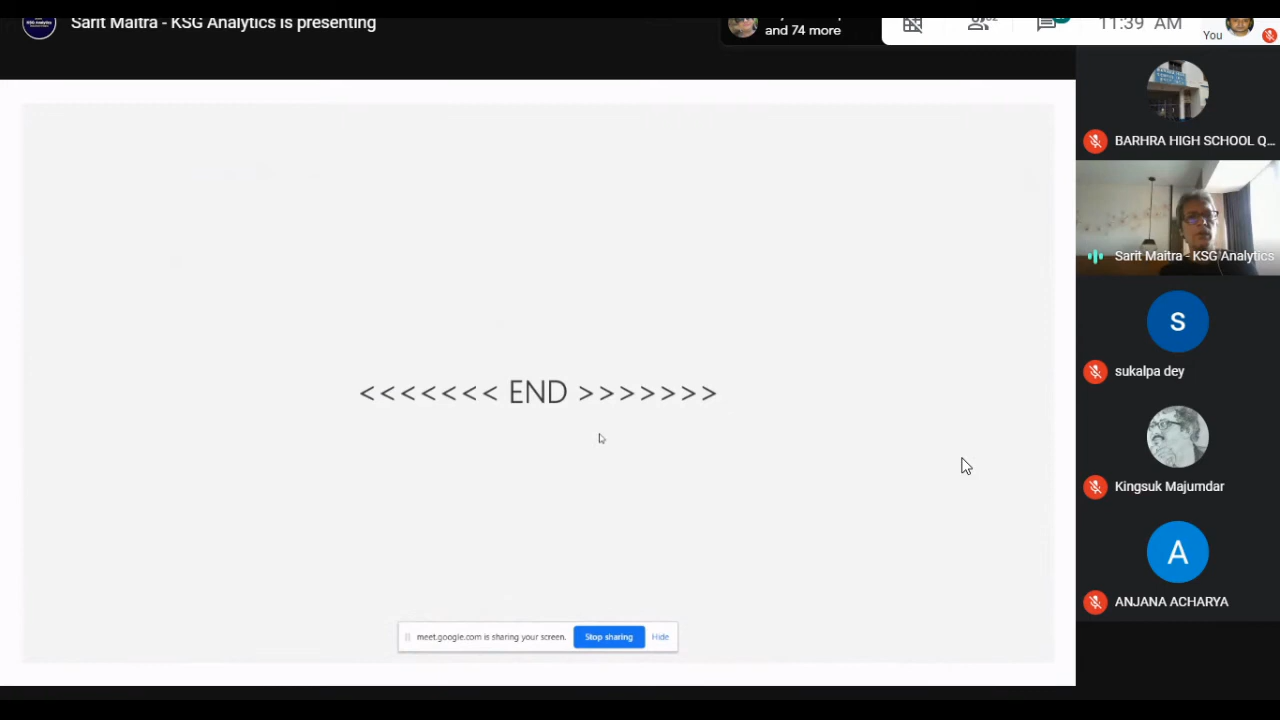 Sarit Maitra - KSG Analytics is presenting
and 74 more
11:39 AM
You
BARHRA HIGH SCHOOL Q...
Sarit Maitra - KSG Analytics
S
sukalpa dey
Kingsuk Majumdar
A
ANJANA ACHARYA
<<<<<<< END >>>>>>>
meet.google.com is sharing your screen. Stop sharing Hide